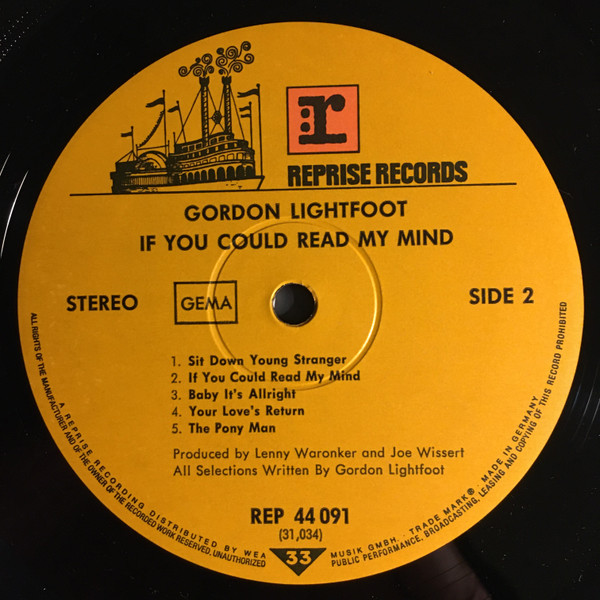 r
REPRISE RECORDS
GORDON LIGHTFOOT
IF YOU COULD READ MY MIND
STEREO
GEMA
SIDE 2
1. Sit Down Young Stranger
2. If You Could Read My Mind
3. Baby It's Allright
4. Your Love's Return
5. The Pony Man
Produced by Lenny Waronker and Joe Wissert
All Selections Written By Gordon Lightfoot
REP 44 091
(31,034)
33
A REPRISE RECORDING DISTRIBUTED BY WEA MUSIK GMBH. · TRADE MARK® · MADE IN GERMANY
ALL RIGHTS OF THE MANUFACTURER AND OF THE OWNER OF THE RECORDED WORK RESERVED. UNAUTHORIZED PUBLIC PERFORMANCE, BROADCASTING, LEASING AND COPYING OF THIS RECORD PROHIBITED